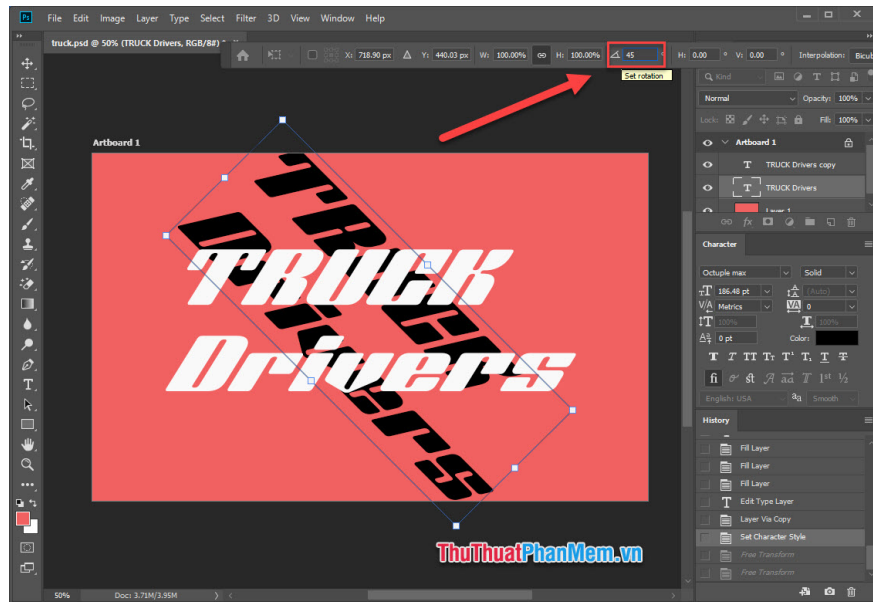 Ps File Edit Image Layer Type Select Filter 3D View Window Help
truck.psd @ 50% (TRUCK Drivers, RGB/8#)
X: 718.90 px Y: 440.03 px W: 100.00% H: 100.00% 45 ° H: 0.00 ° V: 0.00 ° Interpolation: Bicub
Set rotation
Kind
Normal Opacity: 100%
Lock: Fill: 100%
Artboard 1
TRUCK Drivers copy
TRUCK Drivers
Layer 1
Artboard 1
TRUCK
Drivers
TRUCK
Drivers
Character
Octuple max Solid
186.48 pt (Auto)
Metrics 0
100% 100%
0 pt Color:
English: USA Smooth
History
Fill Layer
Fill Layer
Fill Layer
Edit Type Layer
Layer Via Copy
Set Character Style
Free Transform
Free Transform
ThuThuatPhanMem.vn
50% Doc: 3.71M/3.95M